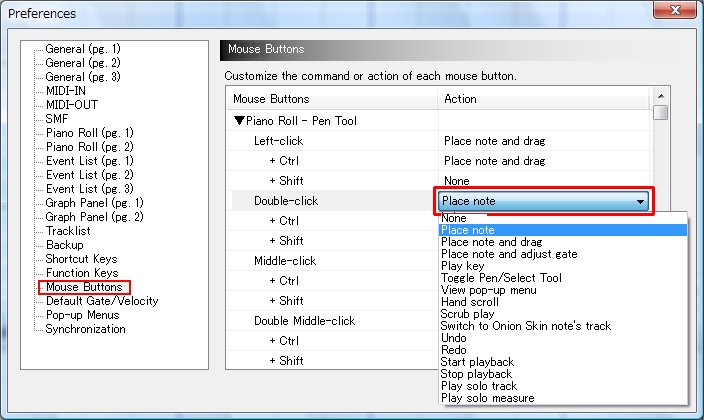 Preferences
General (pg. 1)
General (pg. 2)
General (pg. 3)
MIDI-IN
MIDI-OUT
SMF
Piano Roll (pg. 1)
Piano Roll (pg. 2)
Event List (pg. 1)
Event List (pg. 2)
Event List (pg. 3)
Graph Panel (pg. 1)
Graph Panel (pg. 2)
Tracklist
Backup
Shortcut Keys
Function Keys
Mouse Buttons
Default Gate/Velocity
Pop-up Menus
Synchronization
Mouse Buttons
Customize the command or action of each mouse button.
Mouse Buttons Action
▼Piano Roll - Pen Tool
Left-click Place note and drag
+ Ctrl Place note and drag
+ Shift None
Double-click Place note
+ Ctrl
+ Shift
Middle-click
+ Ctrl
+ Shift
Double Middle-click
+ Ctrl
+ Shift
None
Place note
Place note and drag
Place note and adjust gate
Play key
Toggle Pen/Select Tool
View pop-up menu
Hand scroll
Scrub play
Switch to Onion Skin note's track
Undo
Redo
Start playback
Stop playback
Play solo track
Play solo measure